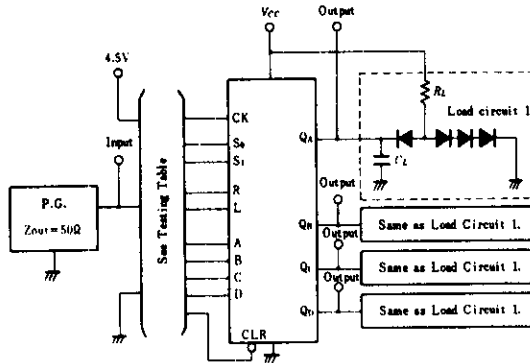 Vcc
Output
4.5V
RL
Load circuit 1
CK
Input
S0
S1
QA
CL
P.G.
Zout=50Ω
See Testing Table
R
L
Output
QB
Same as Load Circuit 1.
A
B
Output
C
QC
Same as Load Circuit 1.
D
Output
QD
Same as Load Circuit 1.
CLR